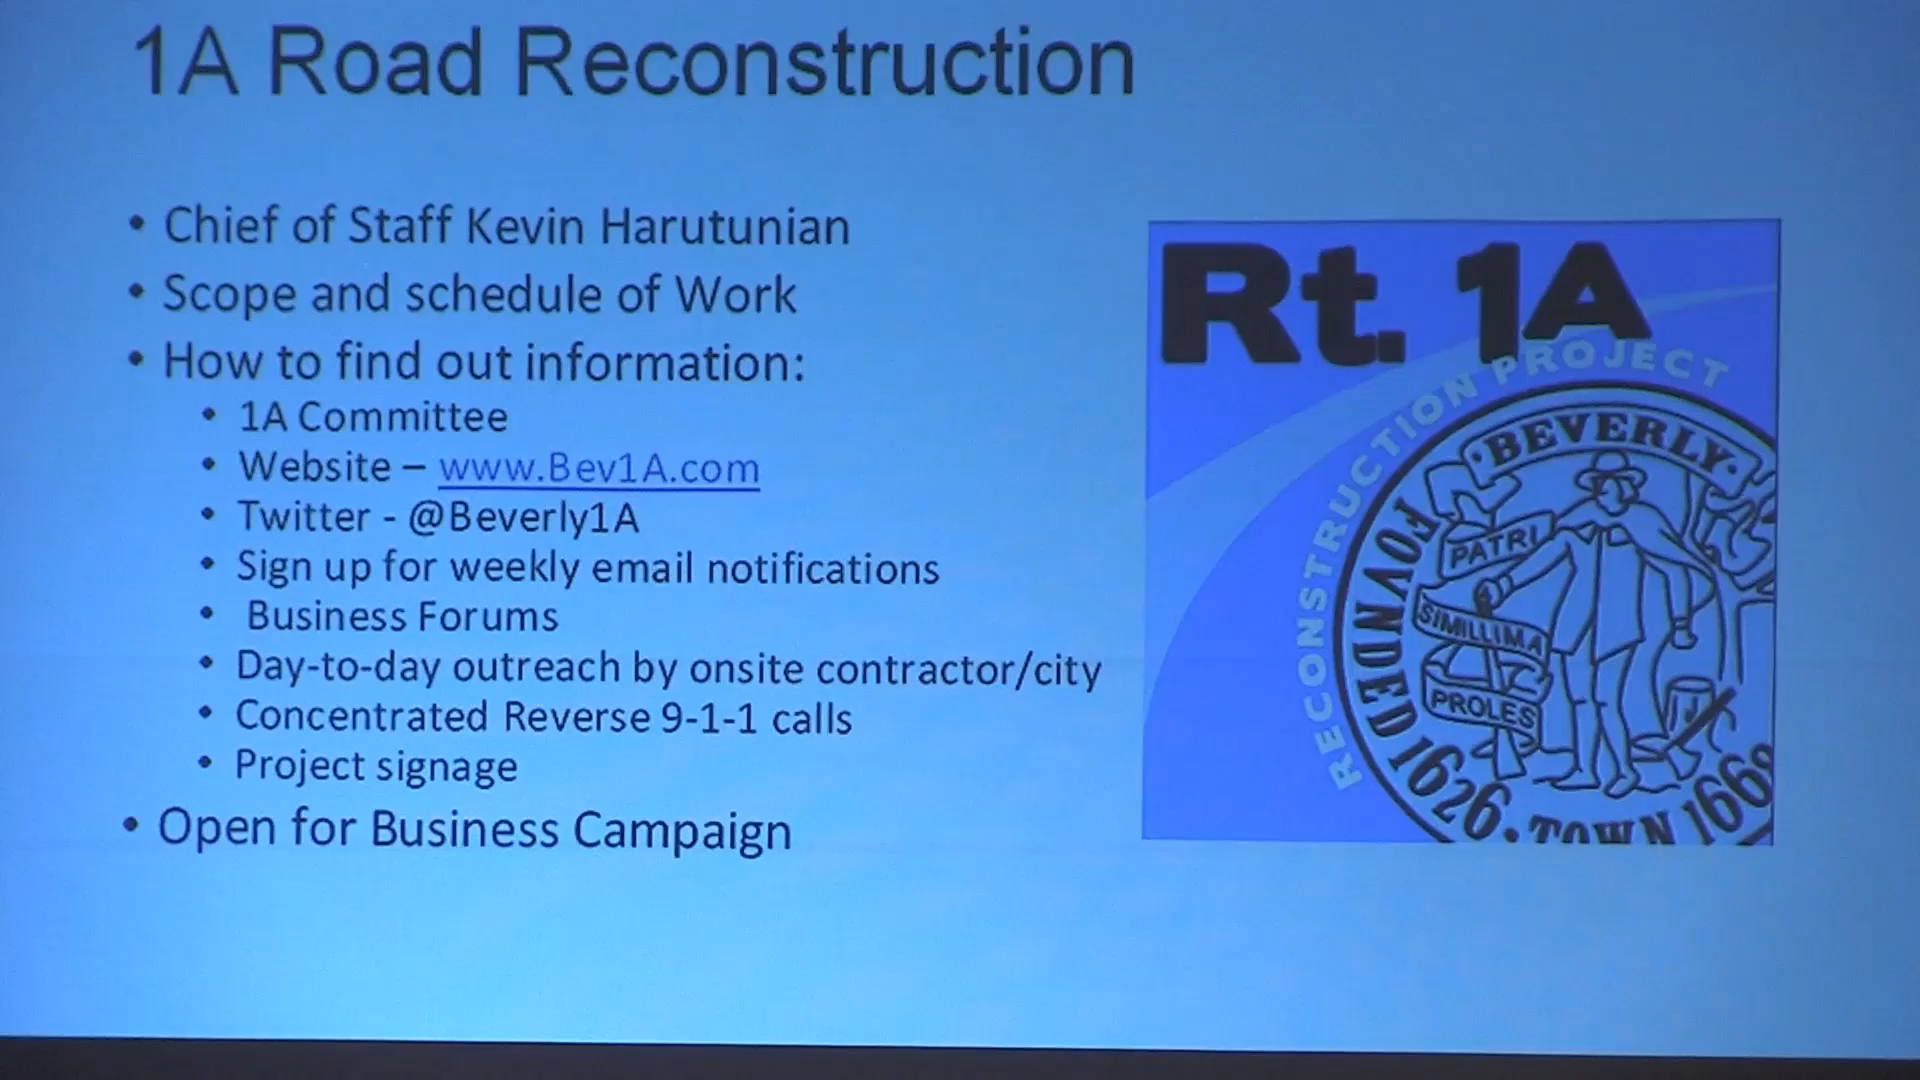 1A Road Reconstruction
• Chief of Staff Kevin Harutunian
• Scope and schedule of Work
• How to find out information:
• 1A Committee
• Website – www.Bev1A.com
• Twitter - @Beverly1A
• Sign up for weekly email notifications
• Business Forums
• Day-to-day outreach by onsite contractor/city
• Concentrated Reverse 9-1-1 calls
• Project signage
• Open for Business Campaign
Rt. 1A
RECONSTRUCTION PROJECT
·BEVERLY·
PATRI
SIMILLIMA
PROLES
FOVNDED 1626. TOWN 1668